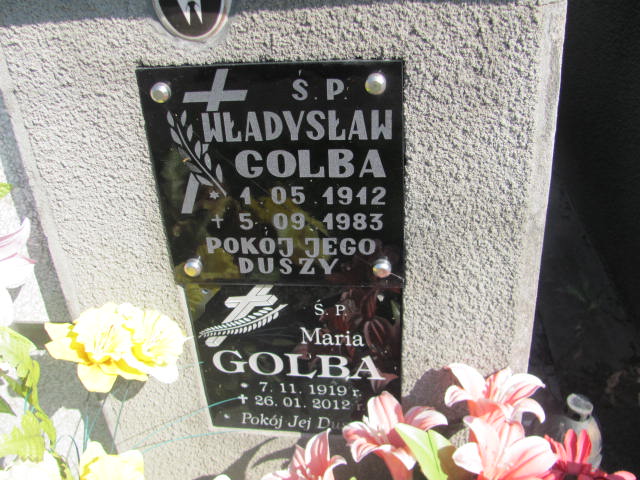 Ś. P.
WŁADYSŁAW
GOLBA
* 1.05.1912
+ 5.09.1983
POKÓJ JEGO
DUSZY
Ś. P.
Maria
GOLBA
* 7.11.1919 r.
+ 26.01.2012 r.
Pokój Jej